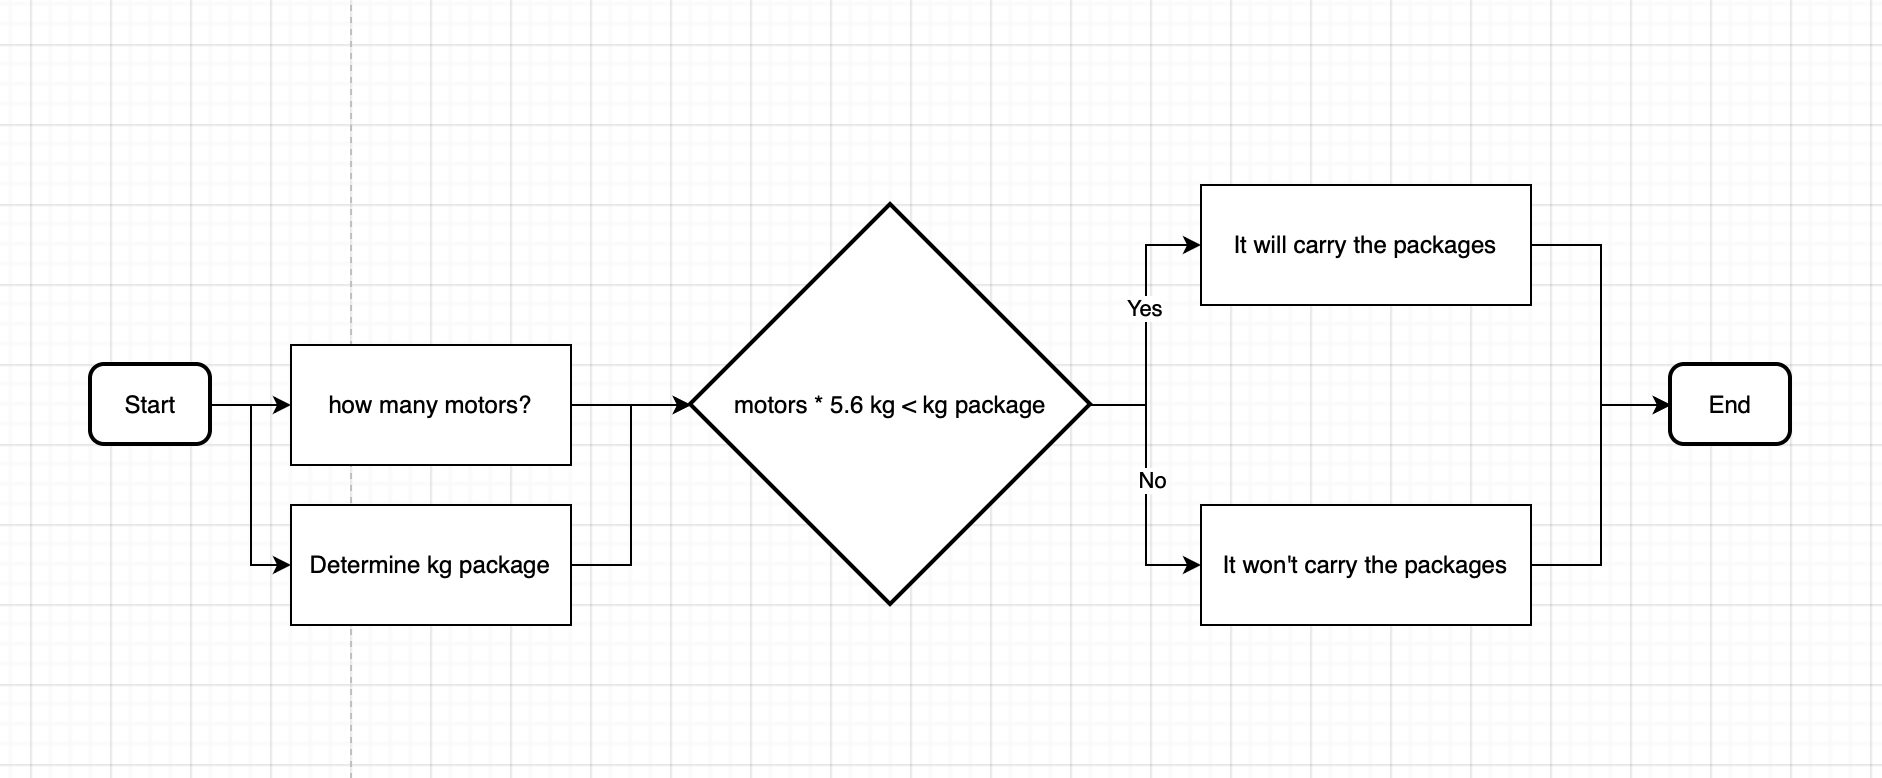 Start
how many motors?
Determine kg package
motors * 5.6 kg < kg package
Yes
No
It will carry the packages
It won't carry the packages
End